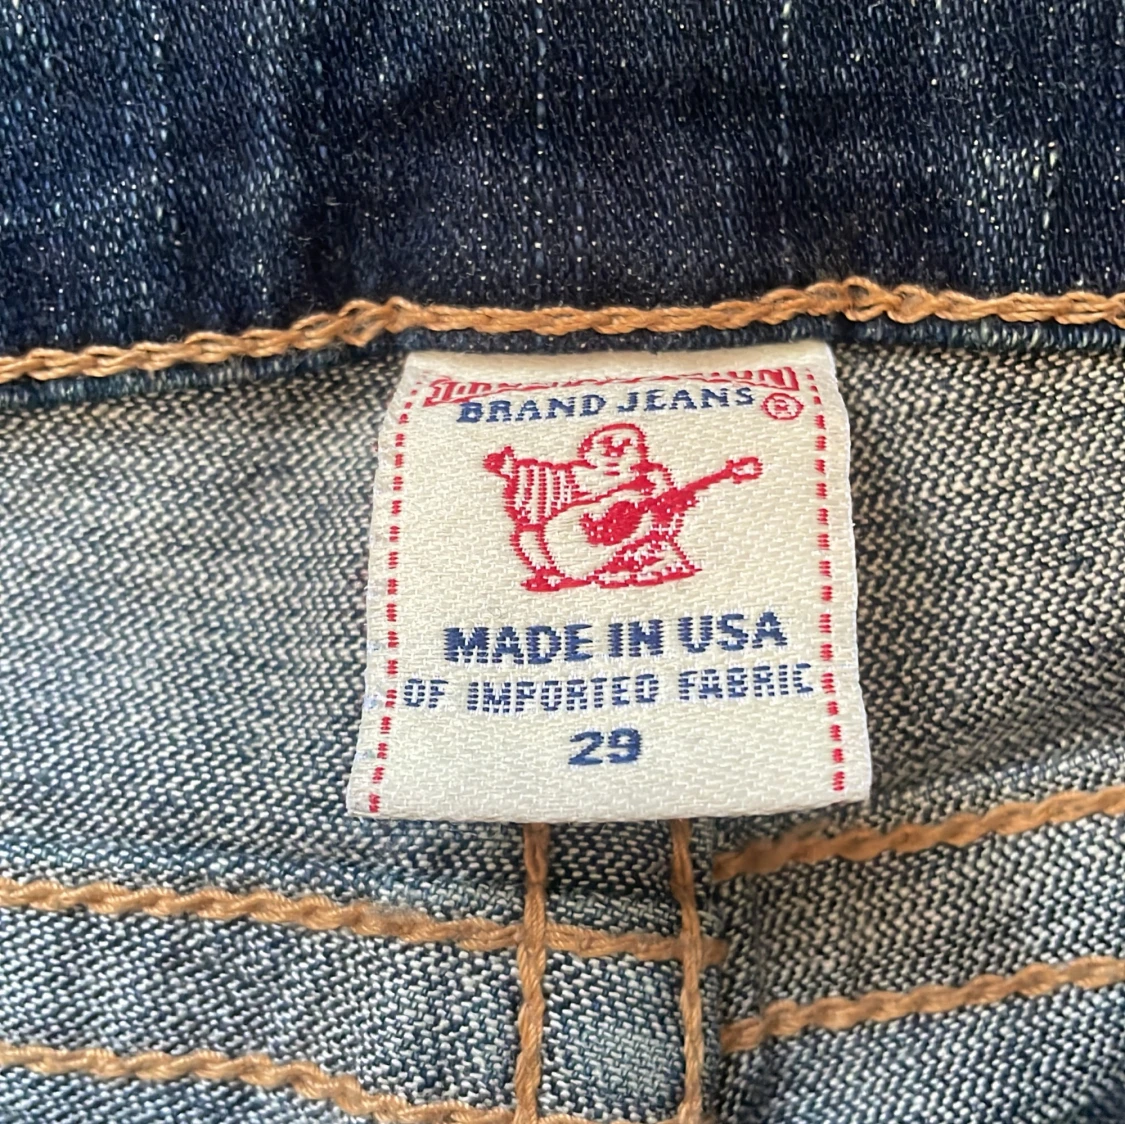 BRAND JEANS ®
MADE IN USA
OF IMPORTED FABRIC
29